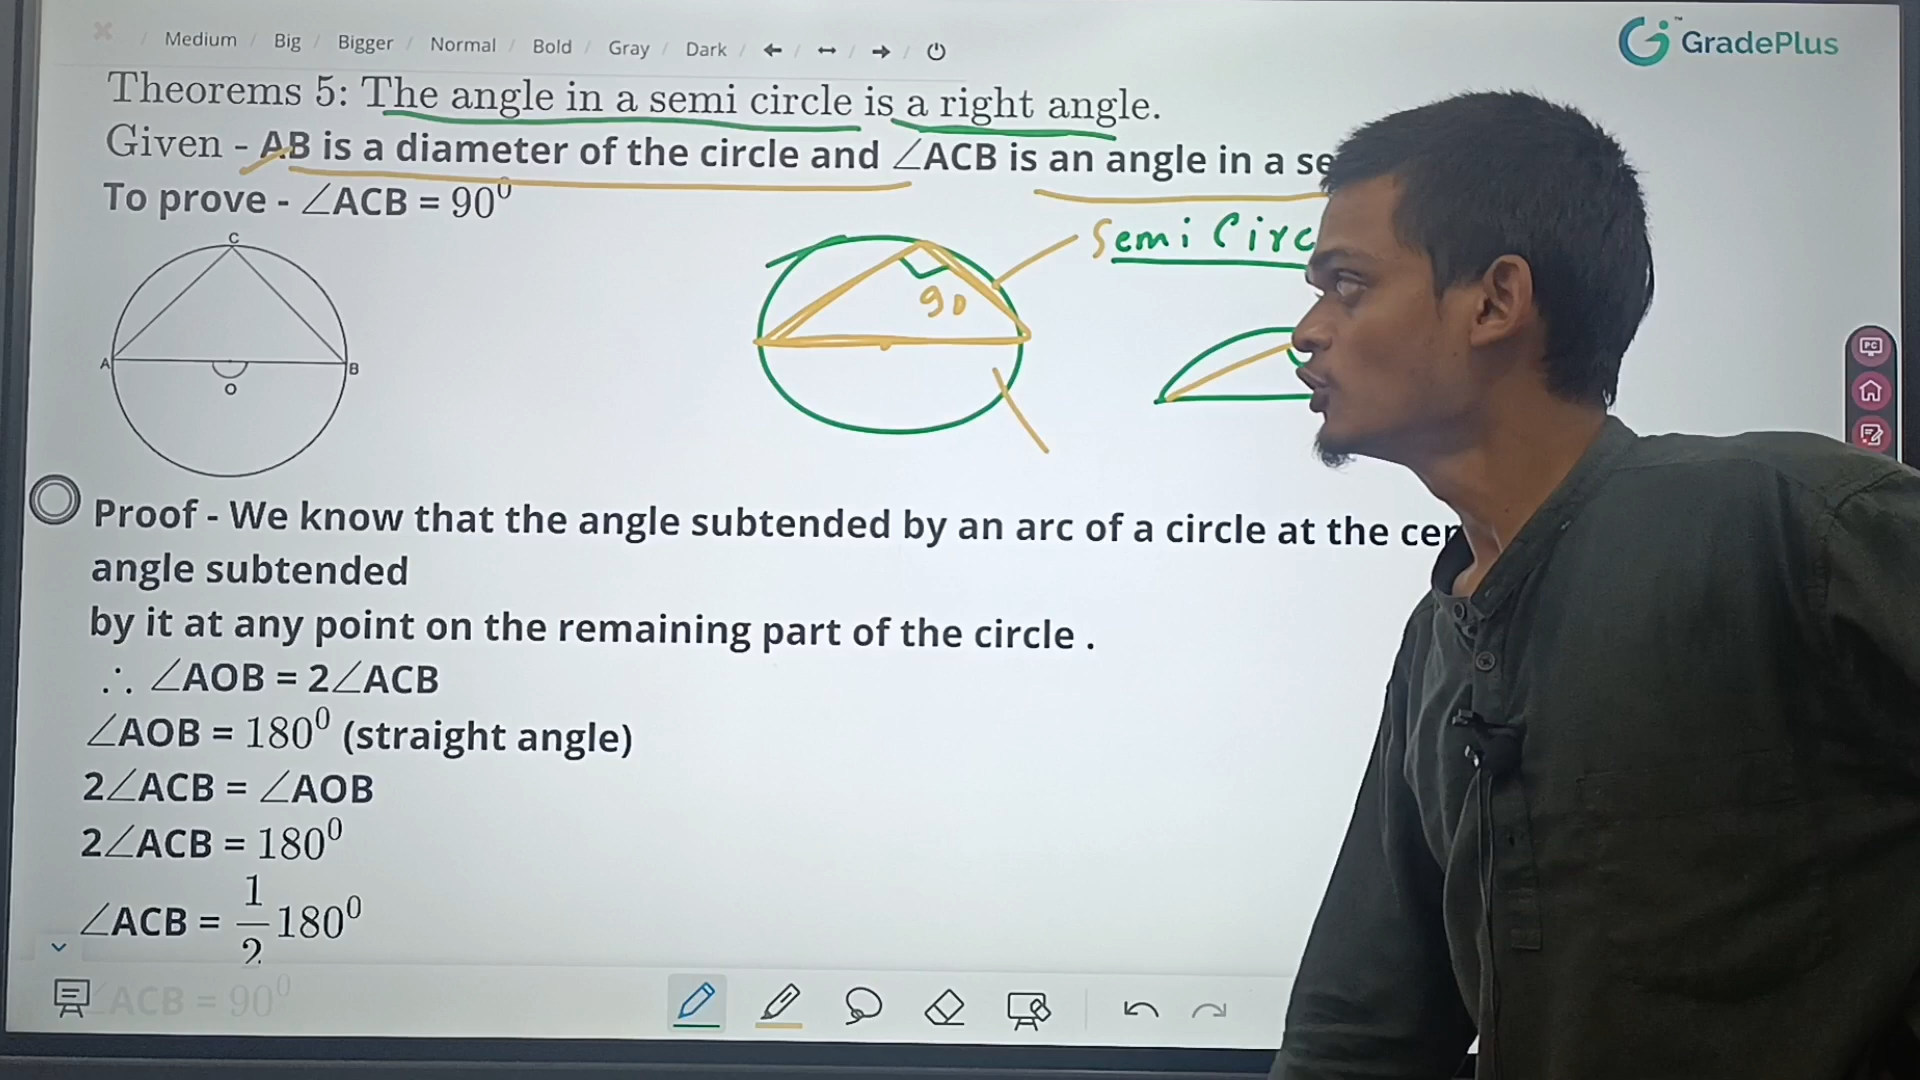 Medium / Big / Bigger / Normal / Bold / Gray / Dark
GradePlus
Theorems 5: The angle in a semi circle is a right angle.
Given - AB is a diameter of the circle and ∠ACB is an angle in a se
To prove - ∠ACB = 90⁰
Semi Circ
90
C
A
B
O
Proof - We know that the angle subtended by an arc of a circle at the cen
angle subtended
by it at any point on the remaining part of the circle .
∴ ∠AOB = 2∠ACB
∠AOB = 180⁰ (straight angle)
2∠ACB = ∠AOB
2∠ACB = 180⁰
∠ACB = 1/2 180⁰
∠ACB = 90⁰
PC